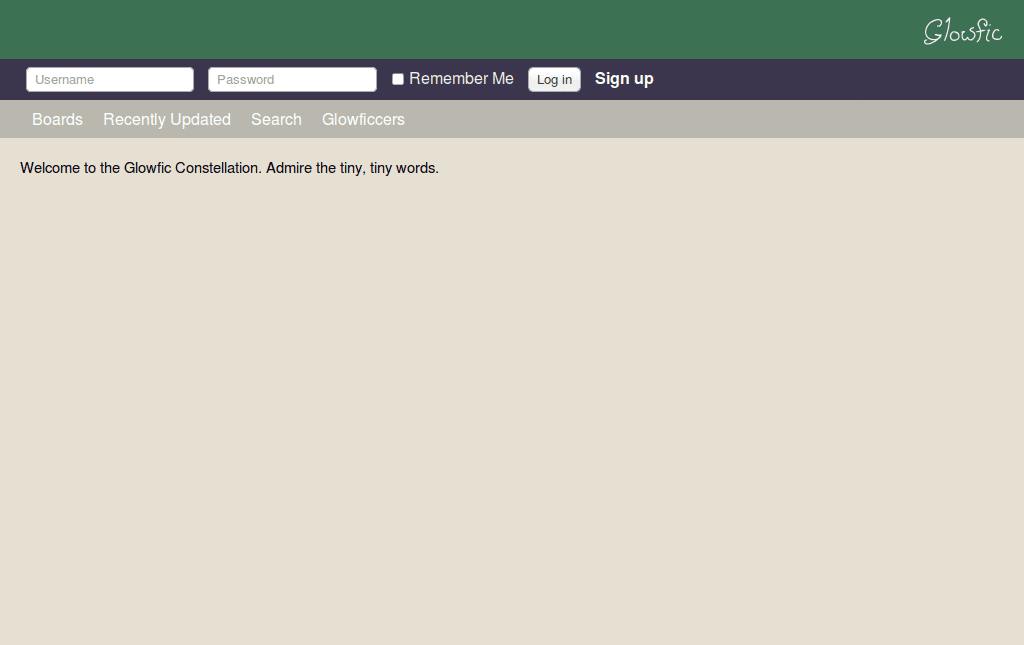 Glowfic
Username Password Remember Me Log in Sign up
Boards Recently Updated Search Glowficcers
Welcome to the Glowfic Constellation. Admire the tiny, tiny words.